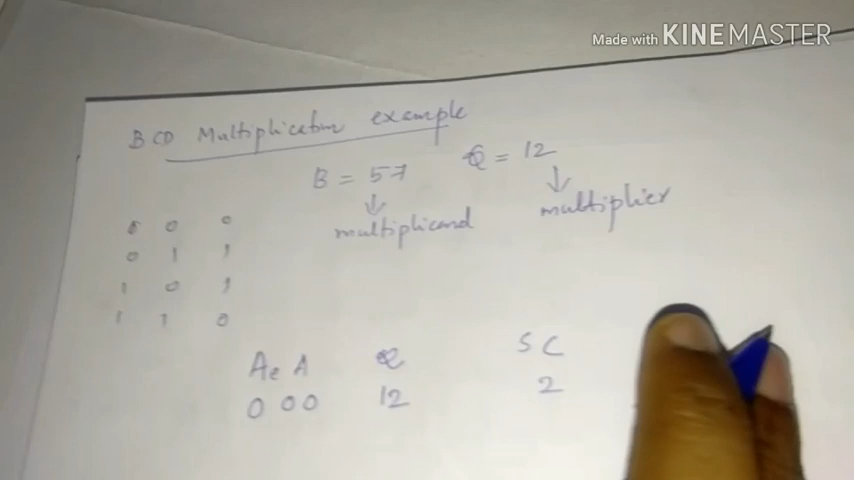 Made with KINEMASTER
BCD Multiplication example
B = 57 Q = 12
↓ ↓
multiplicand multiplier
0 0 0
0 1 1
1 0 1
1 1 0
Ae A Q SC
0 00 12 2